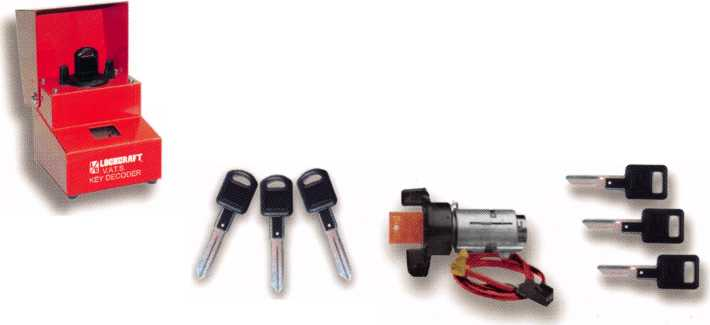 LOCKCRAFT
V.A.T.S.
KEY DECODER